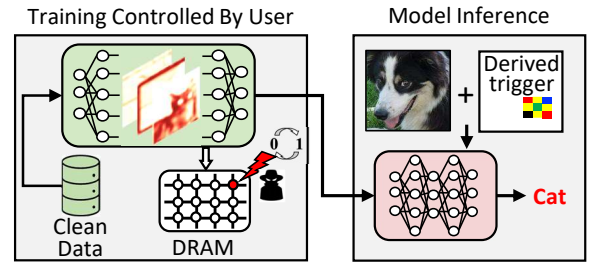 Training Controlled By User
Model Inference
Derived
trigger
+
0 1
Clean
Data
DRAM
Cat